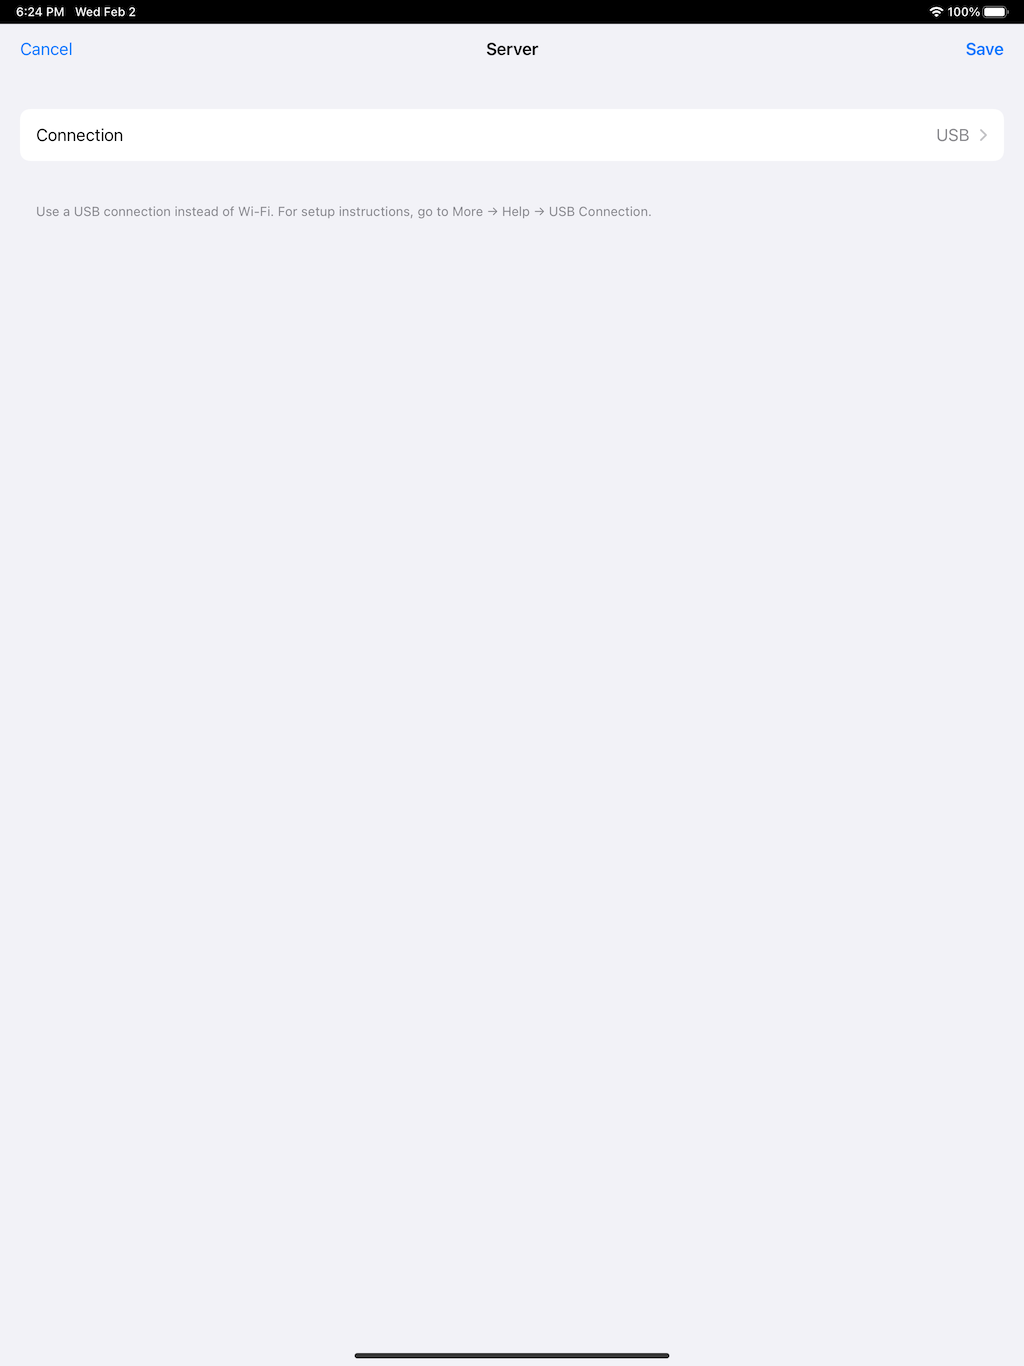 6:24 PM Wed Feb 2 100%
Cancel Server Save
Connection USB
Use a USB connection instead of Wi-Fi. For setup instructions, go to More → Help → USB Connection.